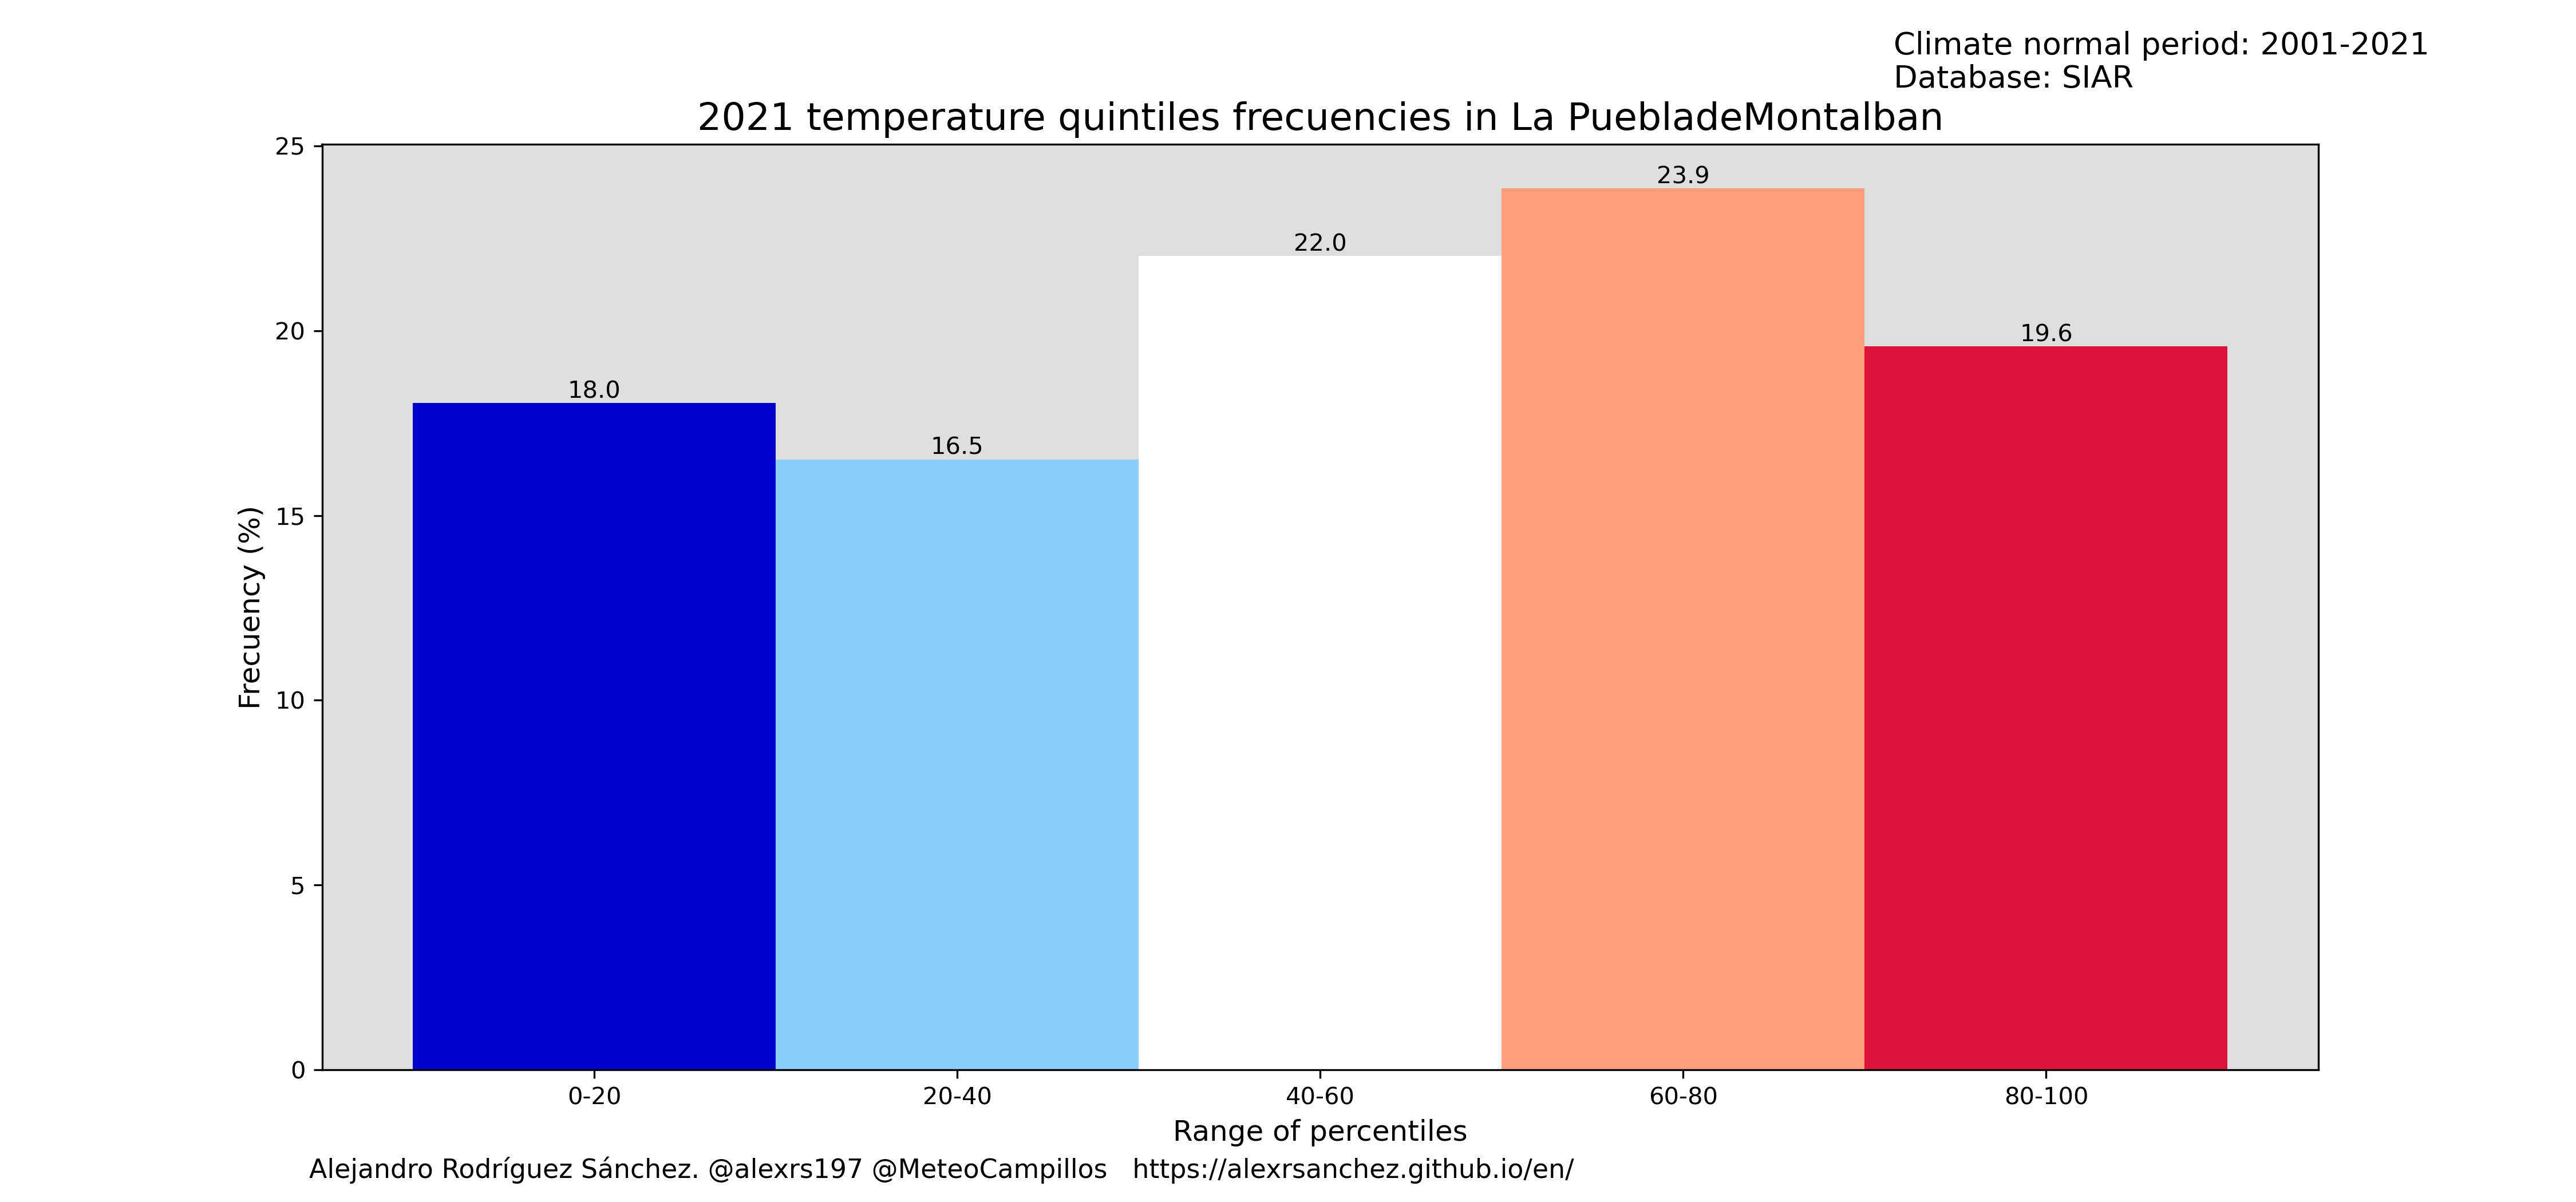 Climate normal period: 2001-2021
Database: SIAR
2021 temperature quintiles frecuencies in La PuebladeMontalban
25
20
15
10
5
0
Frecuency (%)
18.0
16.5
22.0
23.9
19.6
0-20
20-40
40-60
60-80
80-100
Range of percentiles
Alejandro Rodríguez Sánchez. @alexrs197 @MeteoCampillos https://alexrsanchez.github.io/en/